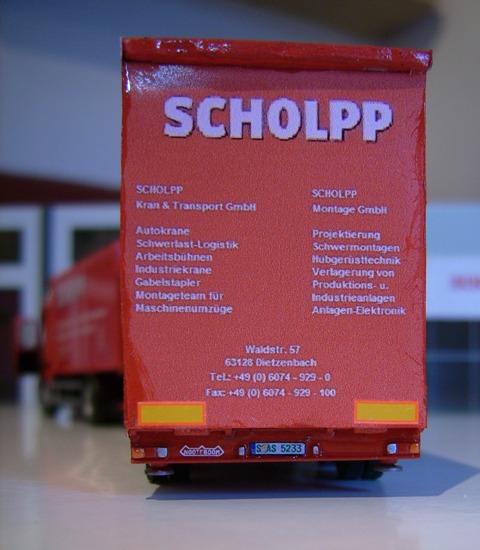 SCHOLPP
SCHOLPP
Kran & Transport GmbH
Autokrane
Schwerlast-Logistik
Arbeitsbühnen
Industriekrane
Gabelstapler
Montageteam für
Maschinenumzüge
SCHOLPP
Montage GmbH
Projektierung
Schwermontagen
Hubgerüsttechnik
Verlagerung von
Produktions- u.
Industrieanlagen
Anlagen-Elektronik
Waldstr. 57
63128 Dietzenbach
Tel.: +49 (0) 6074 - 929 - 0
Fax: +49 (0) 6074 - 929 - 100
NOOTEBOOM
S AS 5233